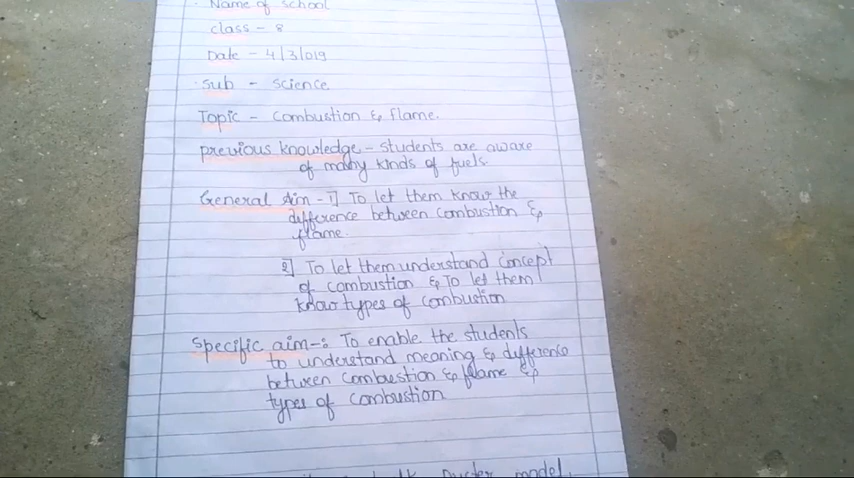 . Name of school
class - 8
Date - 4/3/019
sub - science
Topic - Combustion & flame.
previous knowledge - students are aware
of many kinds of fuels.
General Aim - 1] To let them know the
difference between Combustion &
flame.
2] To let them understand concept
of combustion & To let them
know types of combustion
specific aim-: To enable the students
to understand meaning & difference
between combustion & flame &
types of combustion
model.